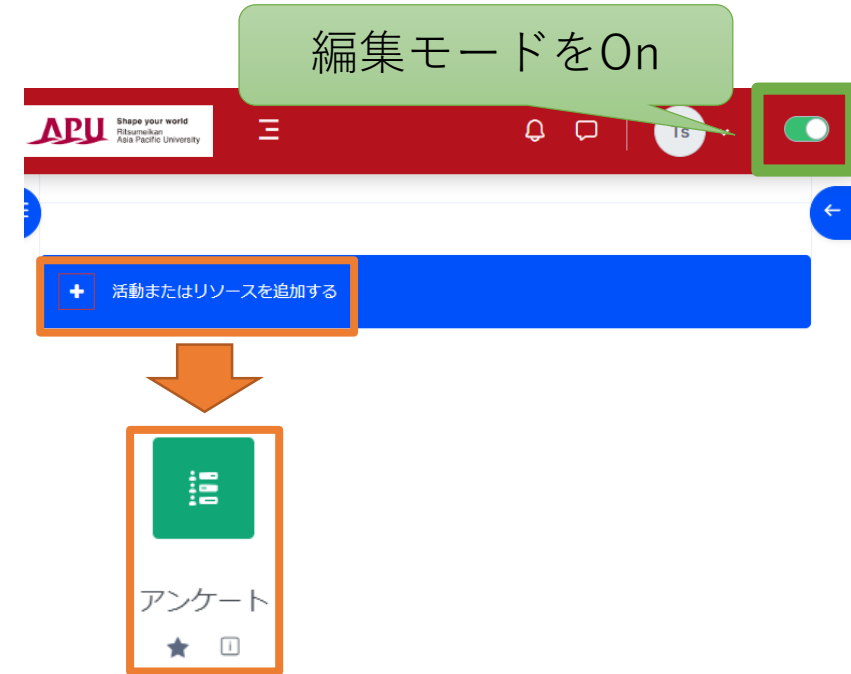 編集モードをOn
APU
Shape your world
Ritsumeikan
Asia Pacific University
Ts
活動またはリソースを追加する
アンケート